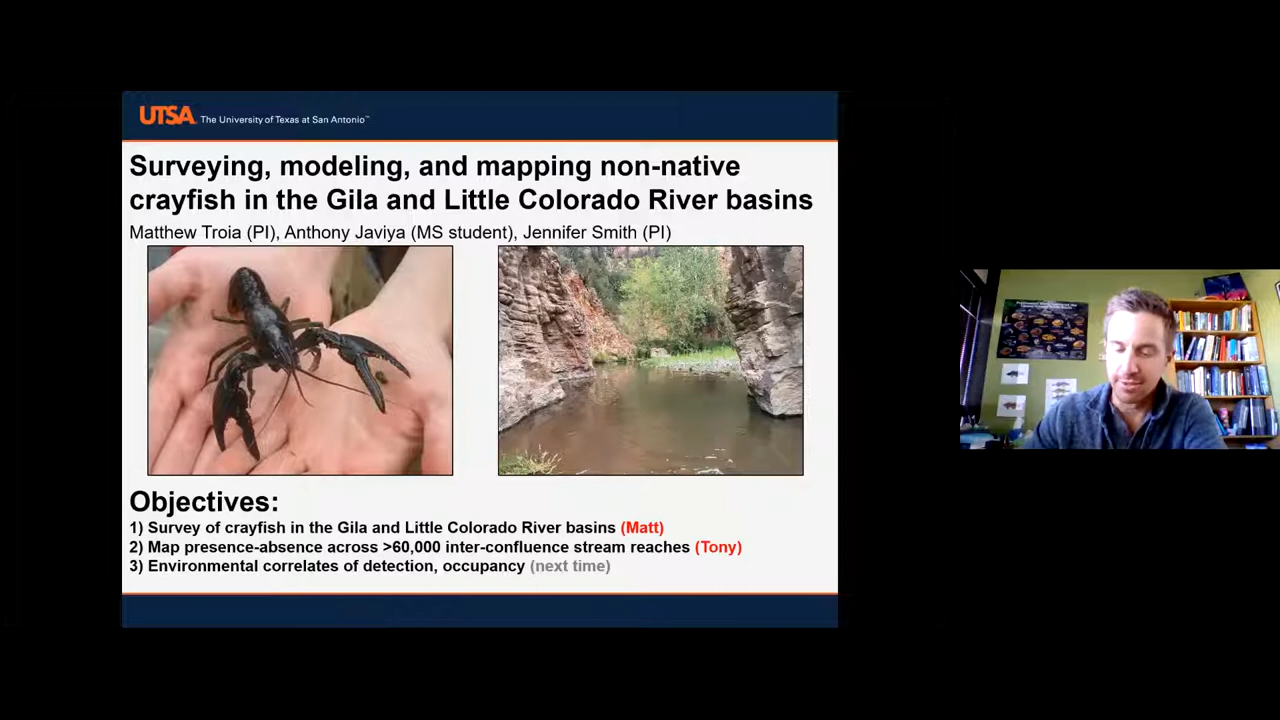 UTSA The University of Texas at San Antonio™
Surveying, modeling, and mapping non-native
crayfish in the Gila and Little Colorado River basins
Matthew Troia (PI), Anthony Javiya (MS student), Jennifer Smith (PI)
Objectives:
1) Survey of crayfish in the Gila and Little Colorado River basins (Matt)
2) Map presence-absence across >60,000 inter-confluence stream reaches (Tony)
3) Environmental correlates of detection, occupancy (next time)